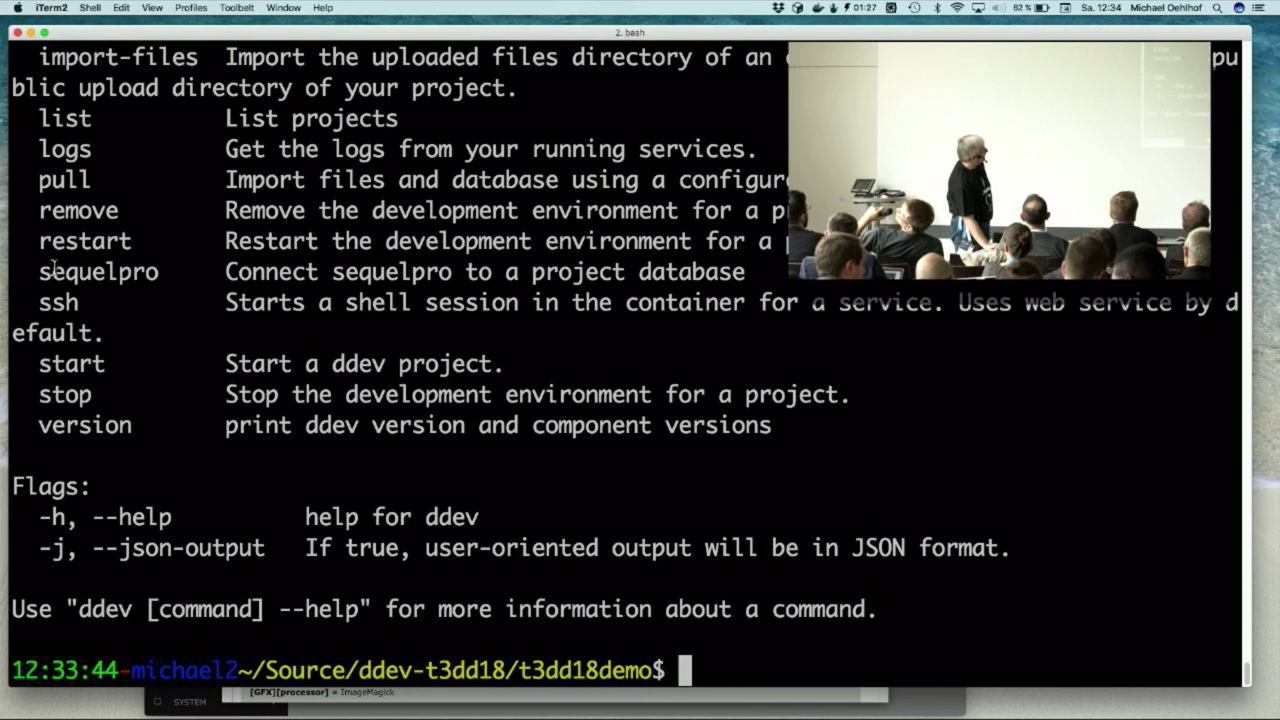 iTerm2 Shell Edit View Profiles Toolbelt Window Help 01:27 62 % Sa. 12:34 Michael Oehlhof
2. bash
import-files Import the uploaded files directory of an pu
blic upload directory of your project.
list List projects
logs Get the logs from your running services.
pull Import files and database using a configur
remove Remove the development environment for a p
restart Restart the development environment for a
sequelpro Connect sequelpro to a project database
ssh Starts a shell session in the container for a service. Uses web service by d
efault.
start Start a ddev project.
stop Stop the development environment for a project.
version print ddev version and component versions
Flags:
-h, --help help for ddev
-j, --json-output If true, user-oriented output will be in JSON format.
Use "ddev [command] --help" for more information about a command.
12:33:44-michael2~/Source/ddev-t3dd18/t3dd18demo$
SYSTEM
[GFX][processor] = ImageMagick